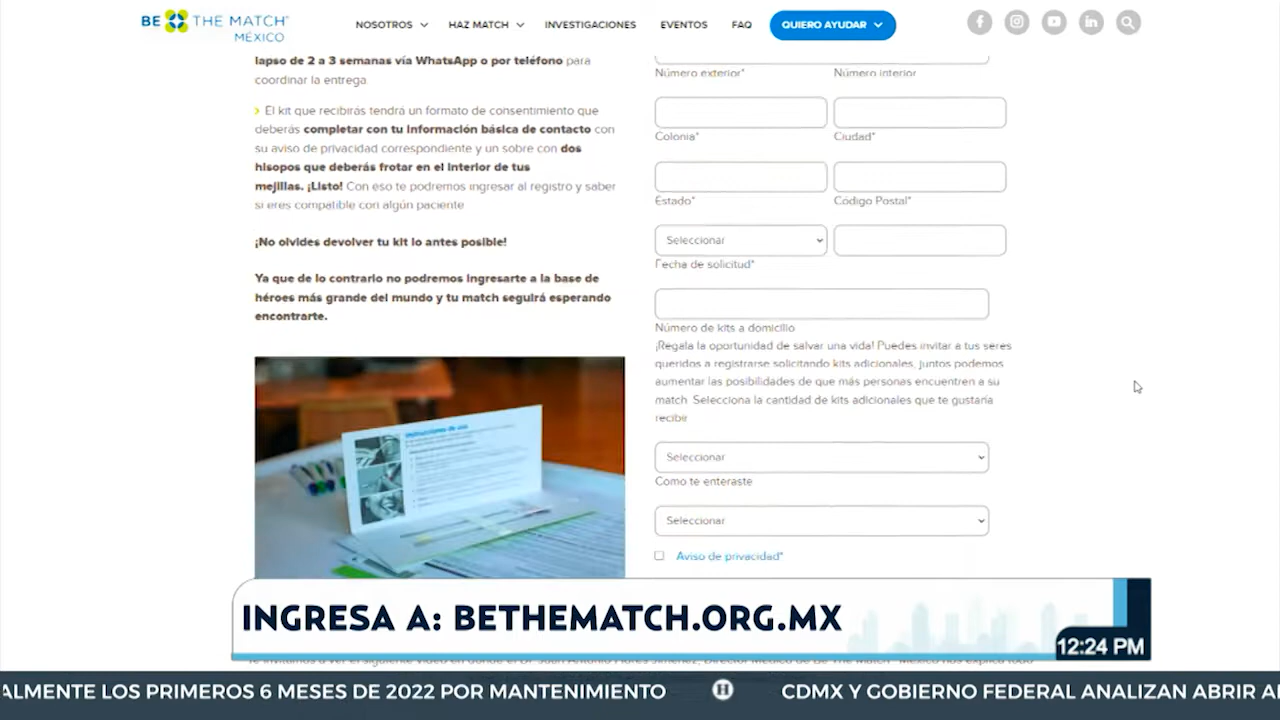 BE THE MATCH
MÉXICO
NOSOTROS
HAZ MATCH
INVESTIGACIONES
EVENTOS
FAQ
QUIERO AYUDAR
lapso de 2 a 3 semanas vía WhatsApp o por teléfono para
coordinar la entrega
> El kit que recibirás tendrá un formato de consentimiento que
deberás completar con tu información básica de contacto con
su aviso de privacidad correspondiente y un sobre con dos
hisopos que deberás frotar en el interior de tus
mejillas. ¡Listo! Con eso te podremos ingresar al registro y saber
si eres compatible con algún paciente
¡No olvides devolver tu kit lo antes posible!
Ya que de lo contrario no podremos ingresarte a la base de
héroes más grande del mundo y tu match seguirá esperando
encontrarte.
Instrucciones de uso
Número exterior*
Número interior
Colonia*
Ciudad*
Estado*
Código Postal*
Seleccionar
Fecha de solicitud*
Número de kits a domicilio
¡Regala la oportunidad de salvar una vida! Puedes invitar a tus seres
queridos a registrarse solicitando kits adicionales, juntos podemos
aumentar las posibilidades de que más personas encuentren a su
match. Selecciona la cantidad de kits adicionales que te gustaría
recibir
Seleccionar
Como te enteraste
Seleccionar
Aviso de privacidad*
INGRESA A: BETHEMATCH.ORG.MX
12:24 PM
ALMENTE LOS PRIMEROS 6 MESES DE 2022 POR MANTENIMIENTO
H
CDMX Y GOBIERNO FEDERAL ANALIZAN ABRIR